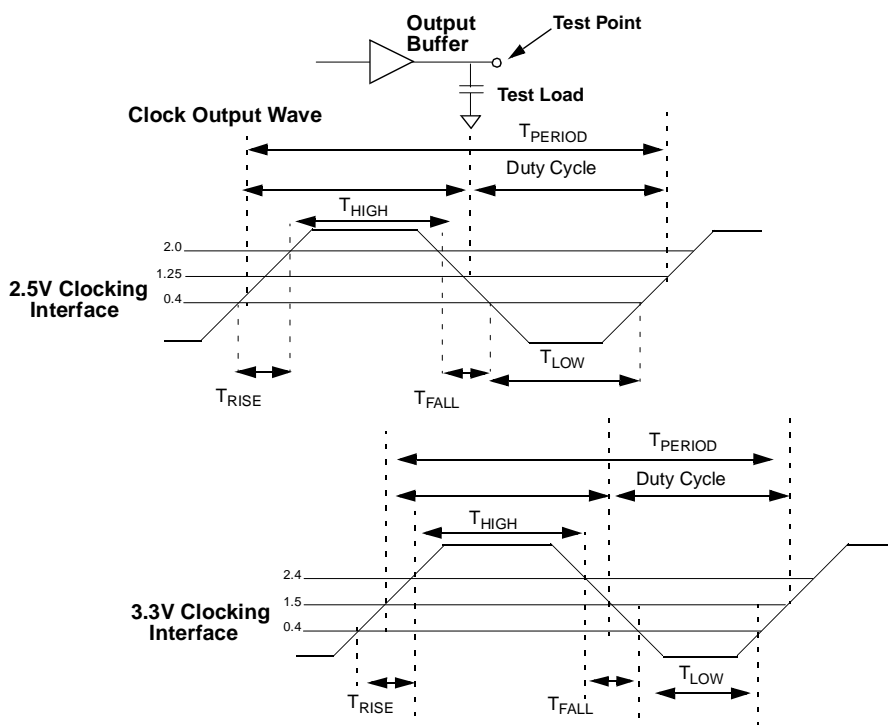 Output
Buffer
Test Point
Test Load
Clock Output Wave
TPERIOD
Duty Cycle
THIGH
2.0
1.25
0.4
2.5V Clocking
Interface
TLOW
TRISE
TFALL
TPERIOD
Duty Cycle
THIGH
2.4
1.5
0.4
3.3V Clocking
Interface
TLOW
TRISE
TFALL